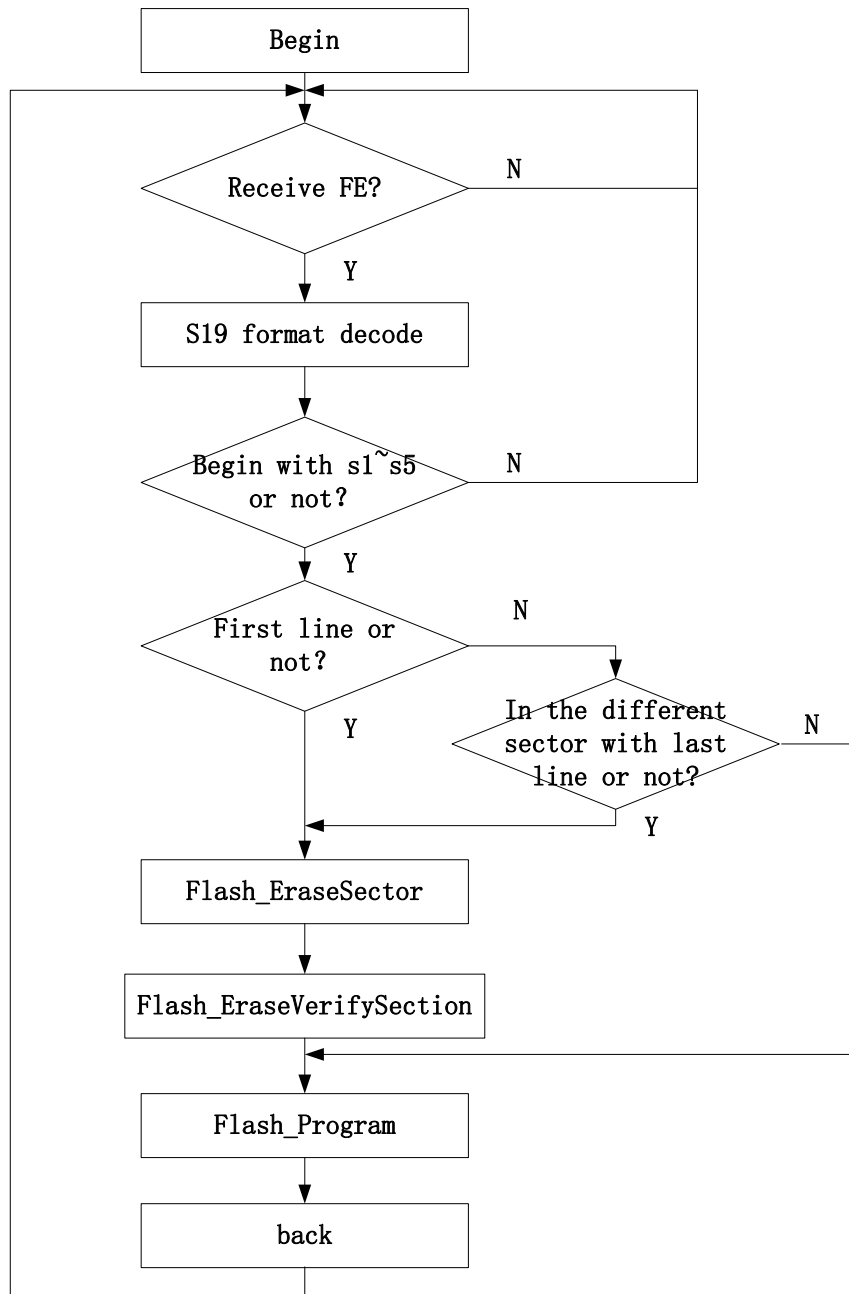 Begin
Receive FE?
N
Y
S19 format decode
Begin with s1~s5
or not?
N
Y
First line or
not?
N
Y
In the different
sector with last
line or not?
N
Y
Flash_EraseSector
Flash_EraseVerifySection
Flash_Program
back